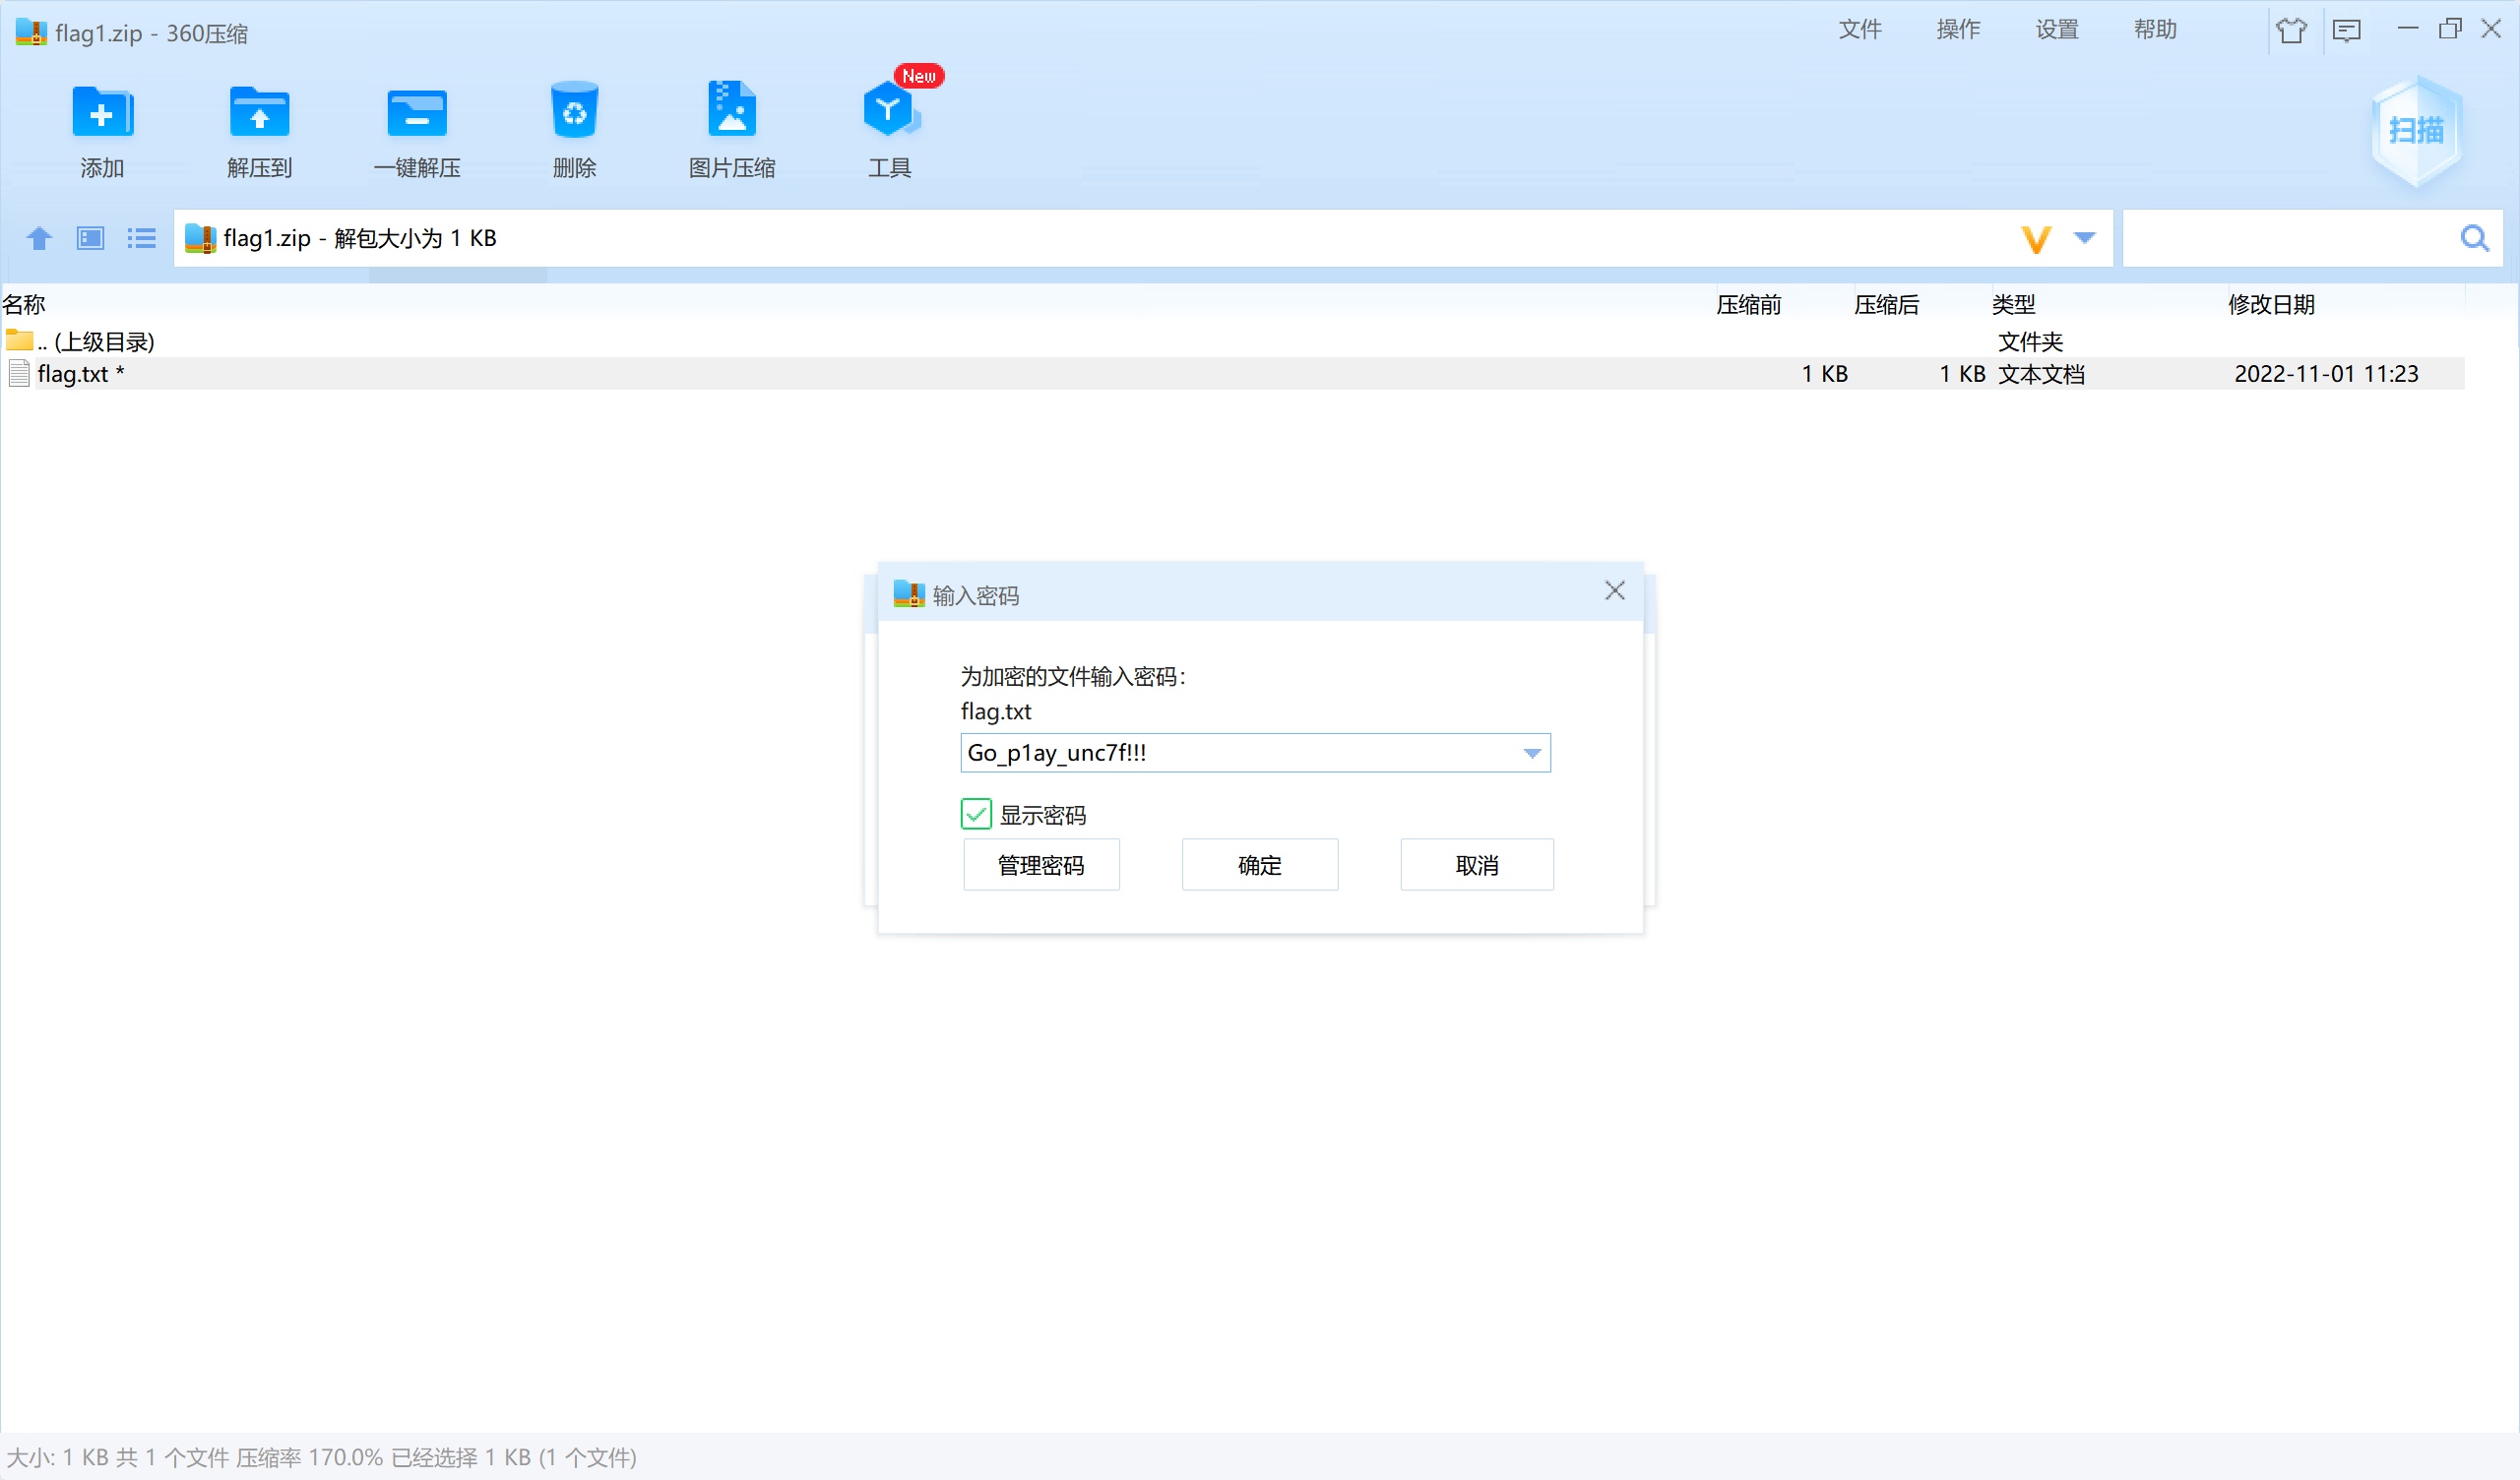 flag1.zip - 360压缩
文件 操作 设置 帮助
New
添加 解压到 一键解压 删除 图片压缩 工具
扫描
flag1.zip - 解包大小为 1 KB
名称 压缩前 压缩后 类型 修改日期
.. (上级目录) 文件夹
flag.txt * 1 KB 1 KB 文本文档 2022-11-01 11:23
输入密码
为加密的文件输入密码:
flag.txt
Go_p1ay_unc7f!!!
显示密码
管理密码 确定 取消
大小: 1 KB 共 1 个文件 压缩率 170.0% 已经选择 1 KB (1 个文件)